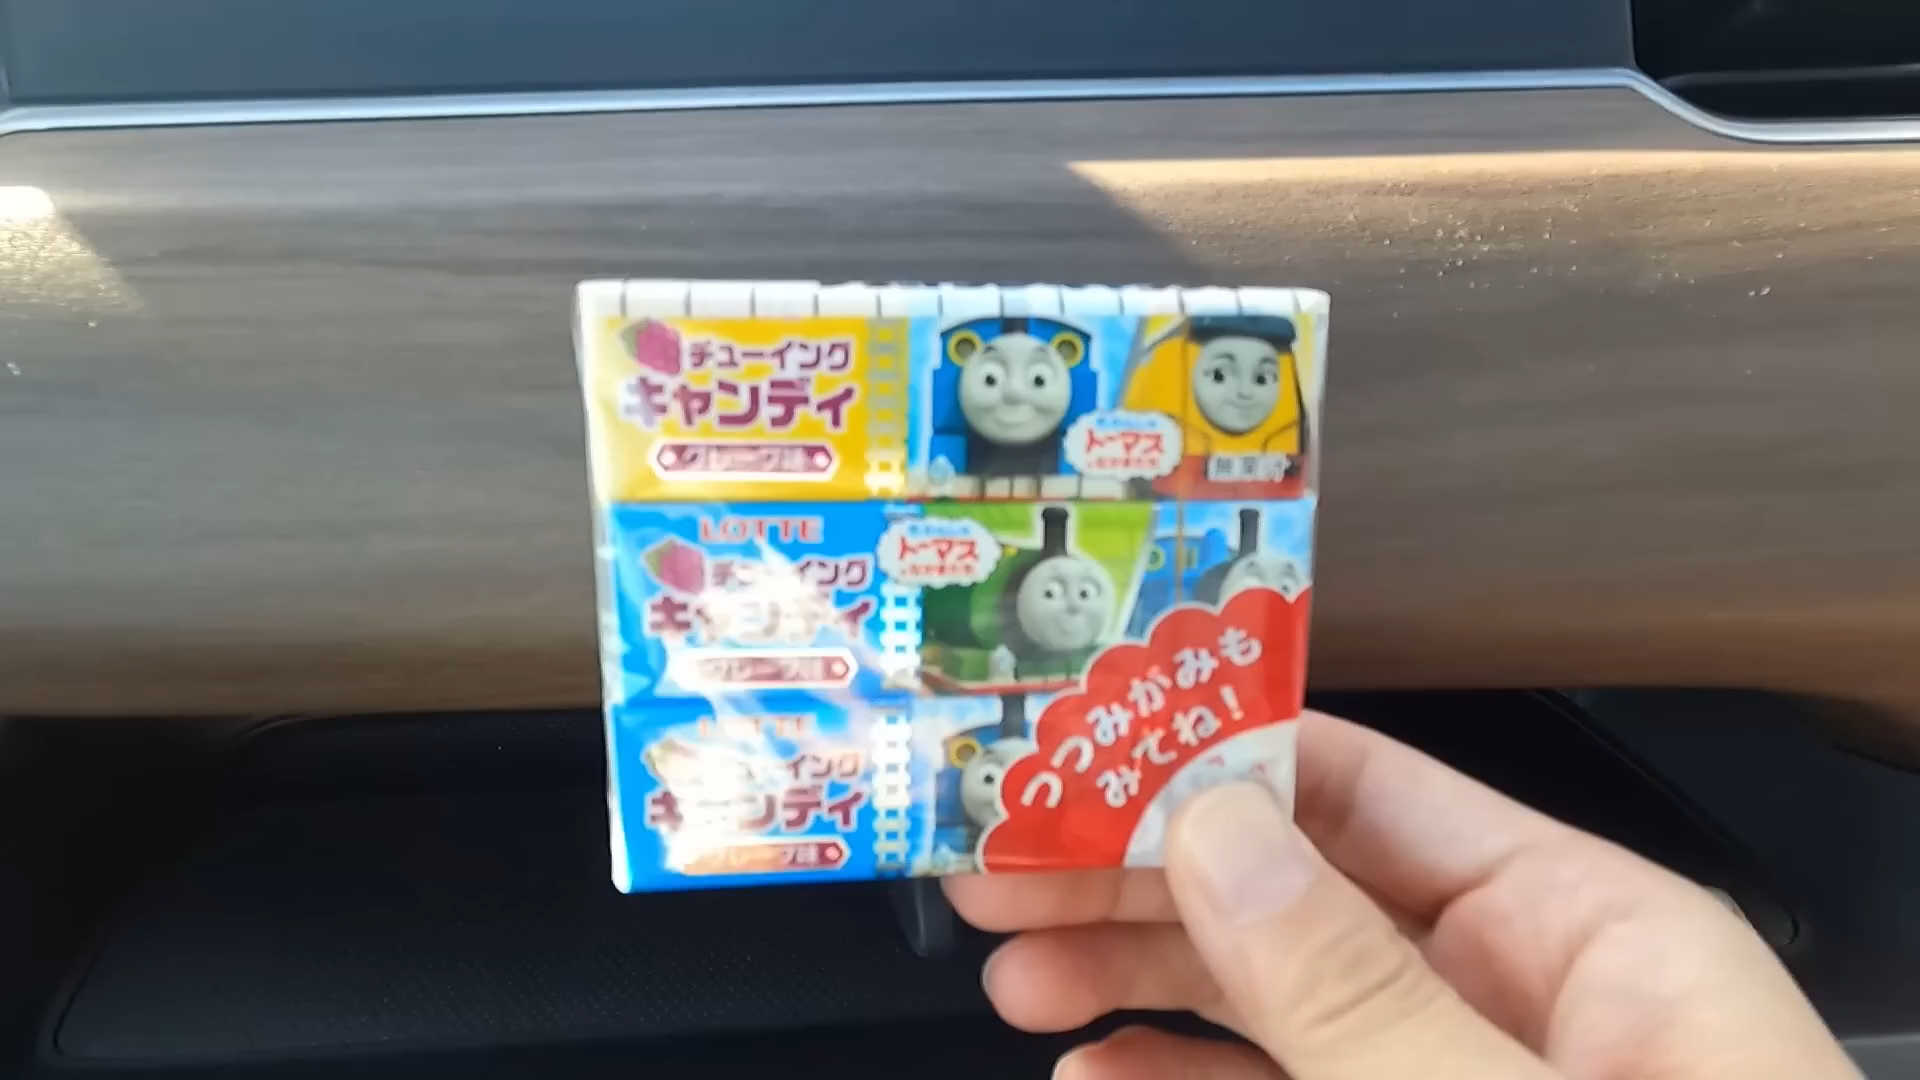 チューイング
キャンディ
グレープ味
トーマス
無果汁
LOTTE
チューイング
キャンディ
グレープ味
トーマス
LOTTE
チューイング
キャンディ
グレープ味
つつみがみも
みてね!